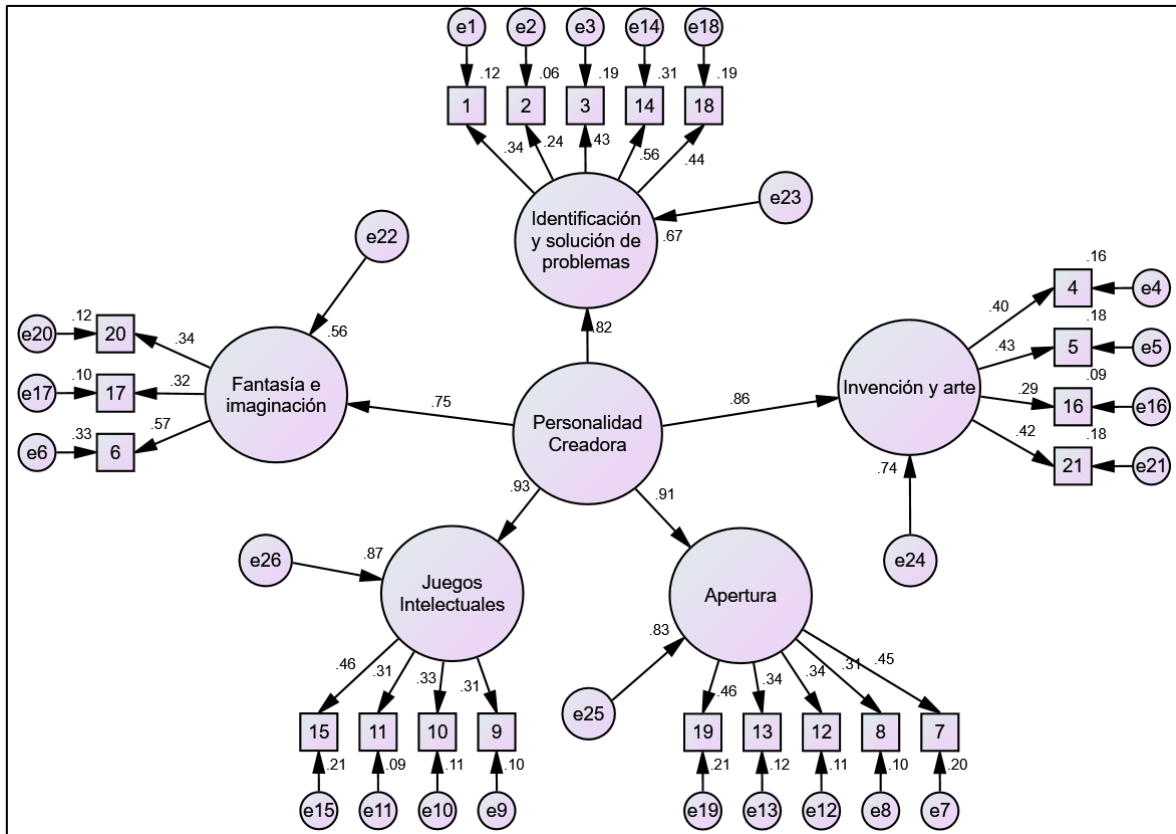 e1 e2 e3 e14 e18
.12 .06 .19 .31 .19
1 2 3 14 18
.34 .24 .43 .56 .44
Identificación
y solución de
problemas
e23
.67
e22
.56
.82
Fantasía e
imaginación
e20 .12 20 .34
e17 .10 17 .32
e6 .33 6 .57
.75
Personalidad
Creadora
.86
Invención y arte
.40 4 .16 e4
.43 5 .18 e5
.29 16 .09 e16
.42 21 .18 e21
.74
e24
.93
.91
e26
.87
Juegos
Intelectuales
.46 .31 .33 .31
15 11 10 9
.21 .09 .11 .10
e15 e11 e10 e9
Apertura
.83
e25
.46 .34 .34 .31 .45
19 13 12 8 7
.21 .12 .11 .10 .20
e19 e13 e12 e8 e7